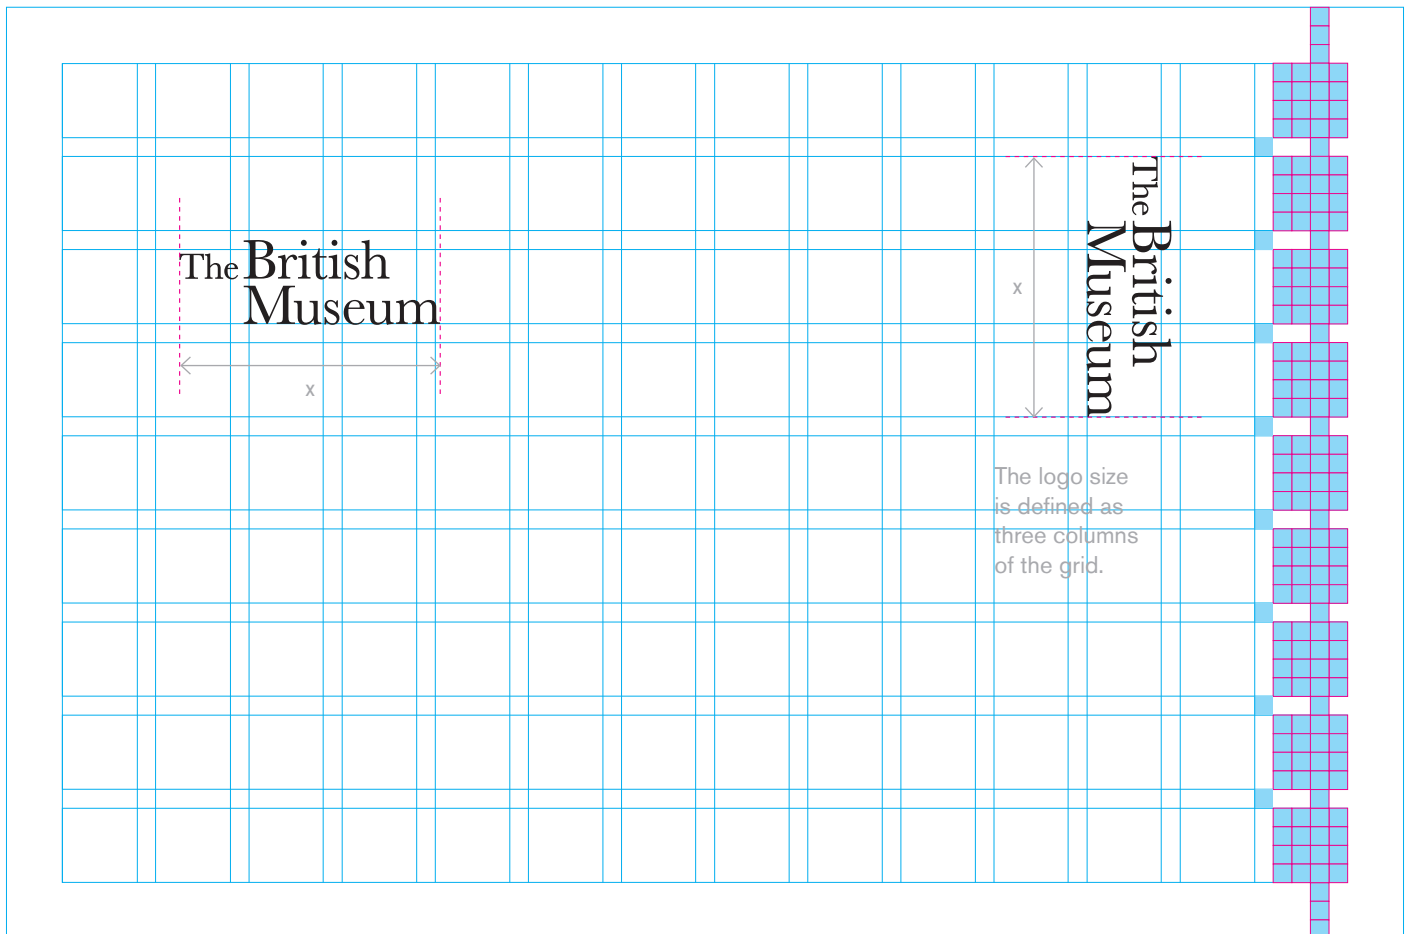 The British
Museum
x
The British
Museum
x
The logo size
is defined as
three columns
of the grid.